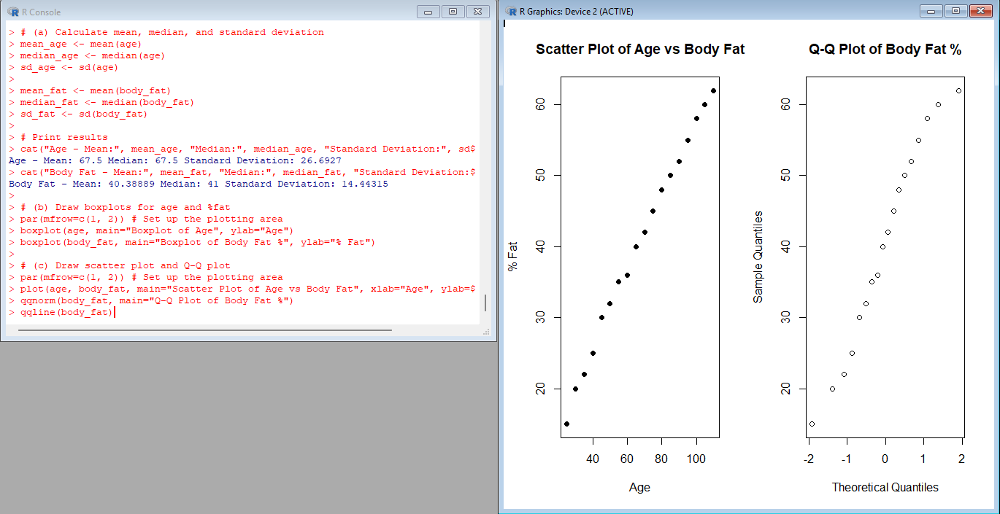 R Console
> # (a) Calculate mean, median, and standard deviation
> mean_age <- mean(age)
> median_age <- median(age)
> sd_age <- sd(age)
>
> mean_fat <- mean(body_fat)
> median_fat <- median(body_fat)
> sd_fat <- sd(body_fat)
>
> # Print results
> cat("Age - Mean:", mean_age, "Median:", median_age, "Standard Deviation:", sd$
Age - Mean: 67.5 Median: 67.5 Standard Deviation: 26.6927
> cat("Body Fat - Mean:", mean_fat, "Median:", median_fat, "Standard Deviation:$
Body Fat - Mean: 40.38889 Median: 41 Standard Deviation: 14.44315
>
> # (b) Draw boxplots for age and %fat
> par(mfrow=c(1, 2)) # Set up the plotting area
> boxplot(age, main="Boxplot of Age", ylab="Age")
> boxplot(body_fat, main="Boxplot of Body Fat %", ylab="% Fat")
>
> # (c) Draw scatter plot and Q-Q plot
> par(mfrow=c(1, 2)) # Set up the plotting area
> plot(age, body_fat, main="Scatter Plot of Age vs Body Fat", xlab="Age", ylab=$
> qqnorm(body_fat, main="Q-Q Plot of Body Fat %")
> qqline(body_fat)
R Graphics: Device 2 (ACTIVE)
Scatter Plot of Age vs Body Fat
% Fat
60
50
40
30
20
40 60 80 100
Age
Q-Q Plot of Body Fat %
Sample Quantiles
60
50
40
30
20
-2 -1 0 1 2
Theoretical Quantiles